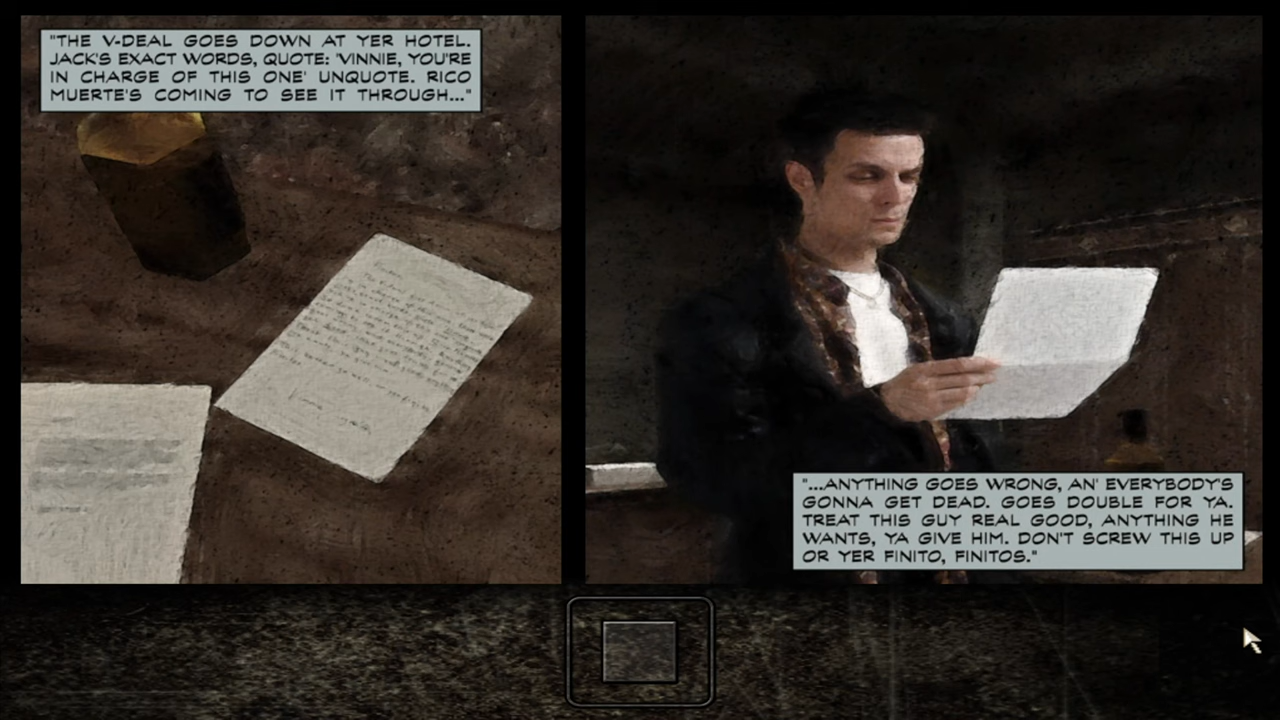 "THE V-DEAL GOES DOWN AT YER HOTEL.
JACK'S EXACT WORDS, QUOTE: 'VINNIE, YOU'RE
IN CHARGE OF THIS ONE' UNQUOTE. RICO
MUERTE'S COMING TO SEE IT THROUGH..."
"...ANYTHING GOES WRONG, AN' EVERYBODY'S
GONNA GET DEAD. GOES DOUBLE FOR YA.
TREAT THIS GUY REAL GOOD, ANYTHING HE
WANTS, YA GIVE HIM. DON'T SCREW THIS UP
OR YER FINITO, FINITOS."